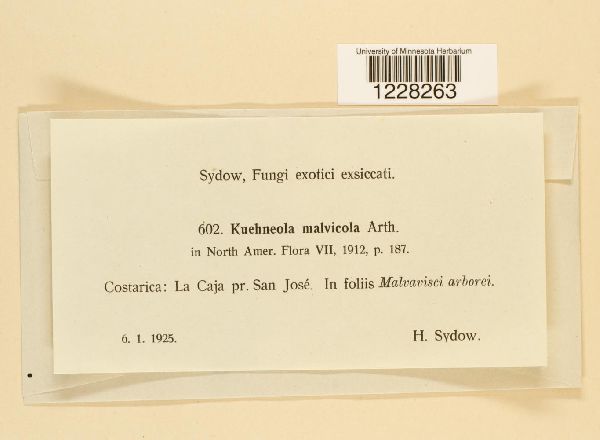 University of Minnesota Herbarium
1228263
Sydow, Fungi exotici exsiccati.
602. Kuehneola malvicola Arth.
in North Amer. Flora VII, 1912, p. 187.
Costarica: La Caja pr. San José. In foliis Malvavisci arborei.
6. 1. 1925.
H. Sydow.